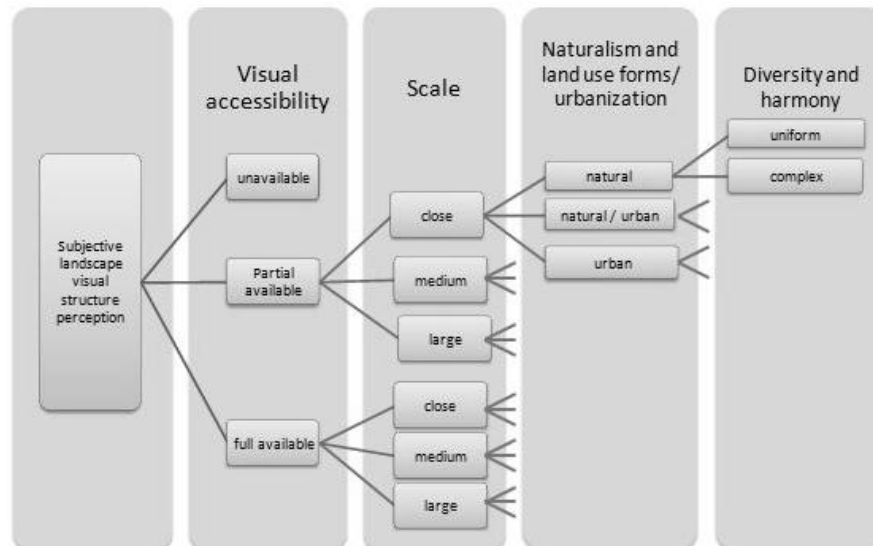 Subjective
landscape
visual
structure
perception
Visual
accessibility
unavailable
Partial
available
full available
Scale
close
medium
large
close
medium
large
Naturalism and
land use forms/
urbanization
natural
natural / urban
urban
Diversity and
harmony
uniform
complex